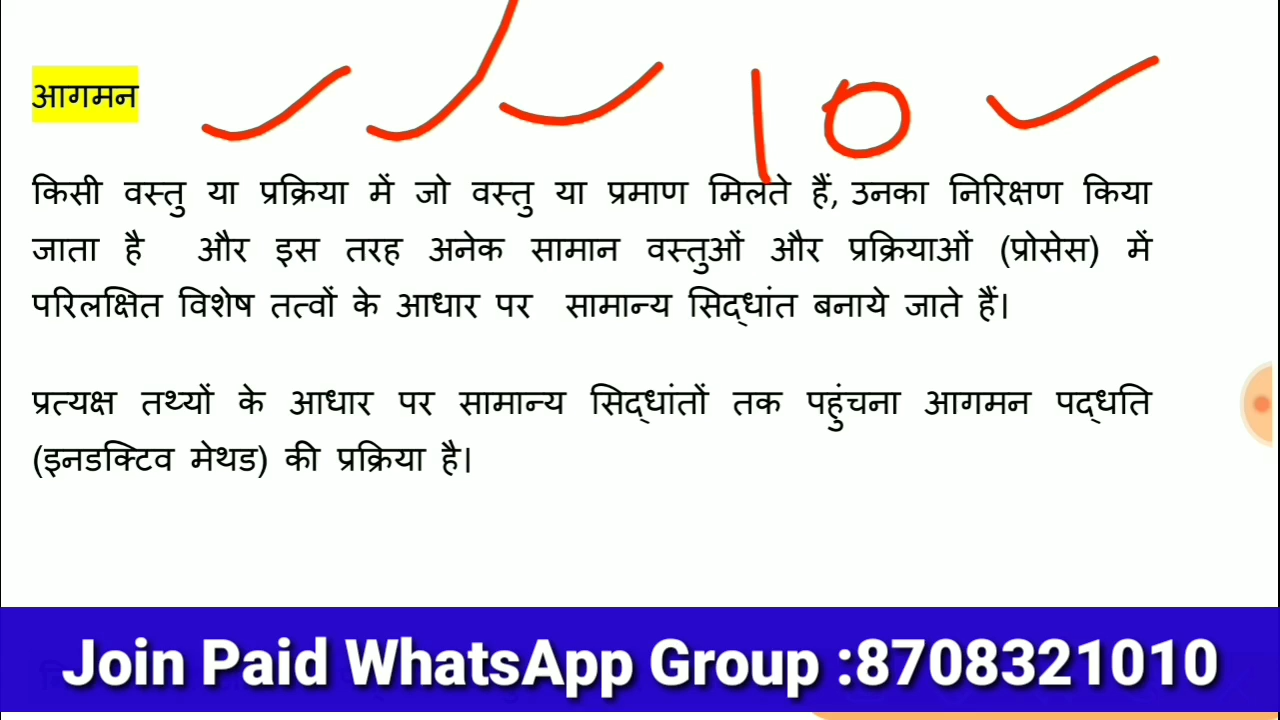 आगमन
10
किसी वस्तु या प्रक्रिया में जो वस्तु या प्रमाण मिलते हैं, उनका निरिक्षण किया
जाता है और इस तरह अनेक सामान वस्तुओं और प्रक्रियाओं (प्रोसेस) में
परिलक्षित विशेष तत्वों के आधार पर सामान्य सिद्धांत बनाये जाते हैं।
प्रत्यक्ष तथ्यों के आधार पर सामान्य सिद्धांतों तक पहुंचना आगमन पद्धति
(इनडक्टिव मेथड) की प्रक्रिया है।
Join Paid WhatsApp Group :8708321010